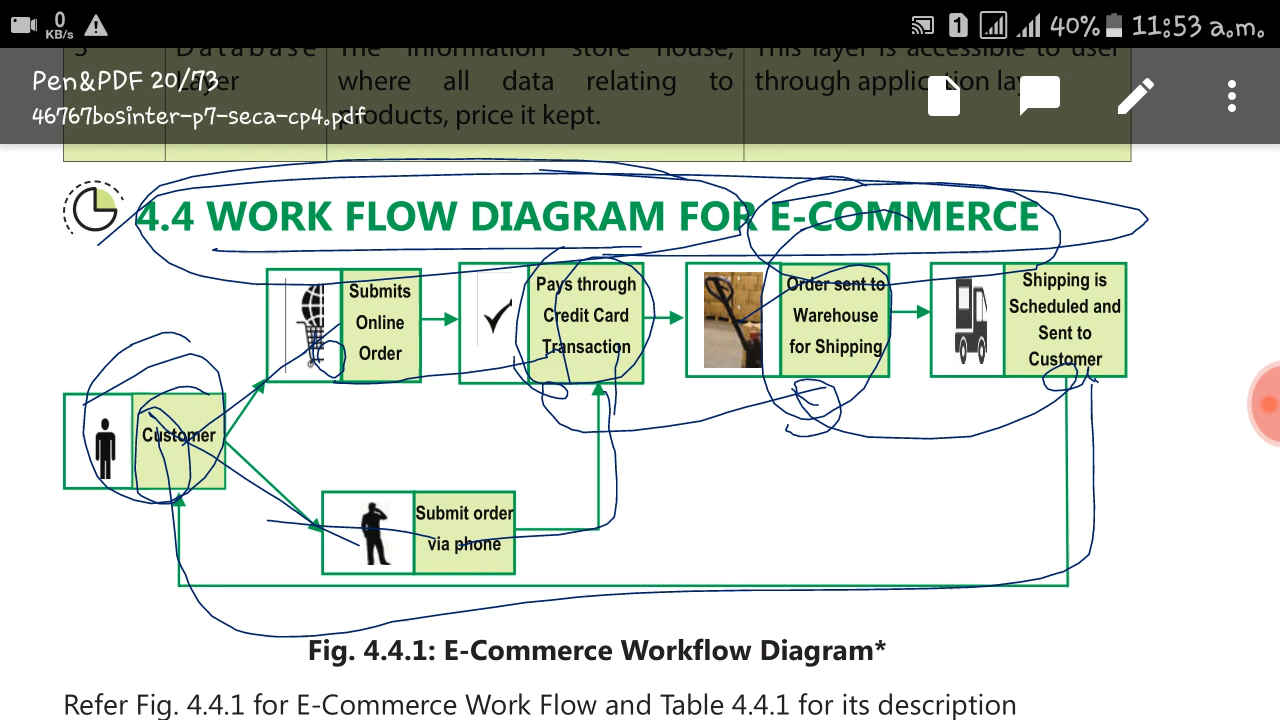 0
KB/s
1
40%
11:53 a.m.
Database The information store house, This layer is accessible to user
Pen&PDF 20/73
Layer where all data relating to through application lay
46767bosinter-p7-seca-cp4.pdf
products, price it kept.
4.4 WORK FLOW DIAGRAM FOR E-COMMERCE
Submits
Online
Order
Pays through
Credit Card
Transaction
Order sent to
Warehouse
for Shipping
Shipping is
Scheduled and
Sent to
Customer
Customer
Submit order
via phone
Fig. 4.4.1: E-Commerce Workflow Diagram*
Refer Fig. 4.4.1 for E-Commerce Work Flow and Table 4.4.1 for its description